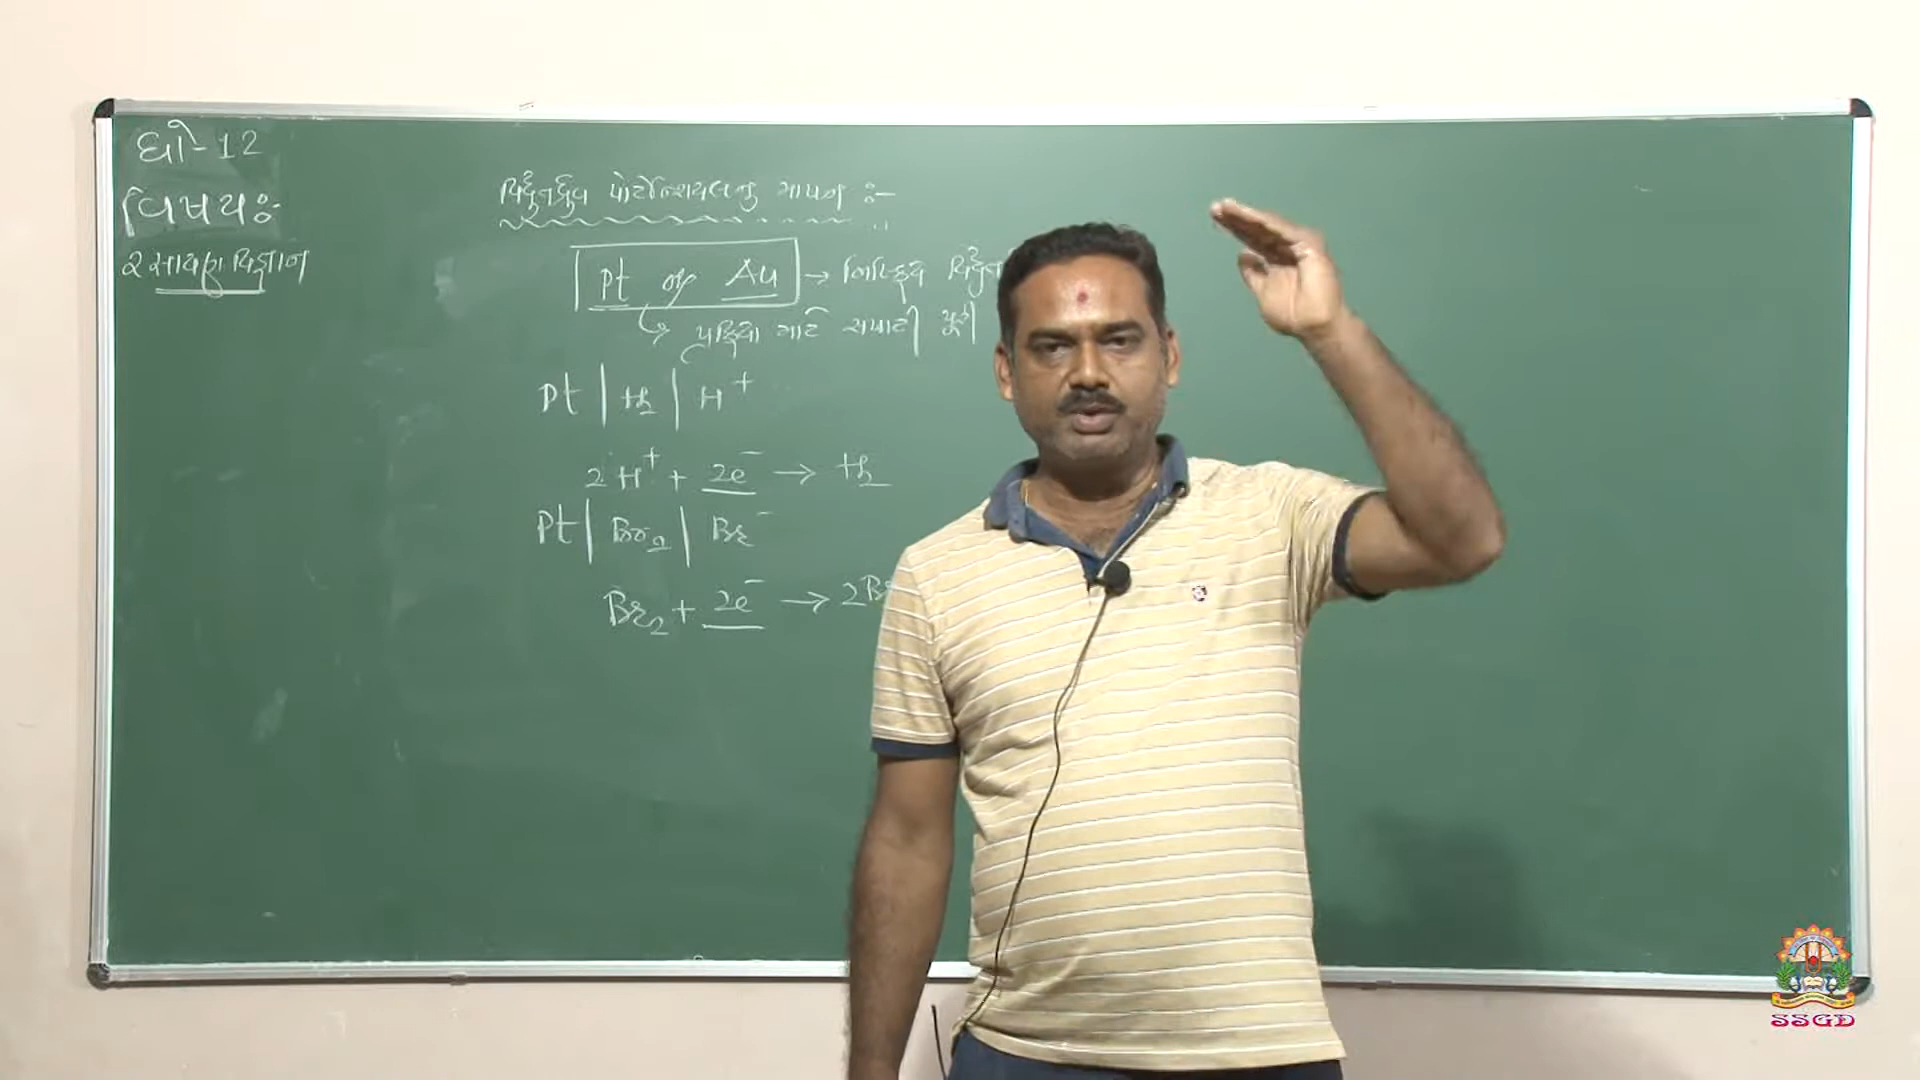 ધો-12
વિષય:-
રસાયણ વિજ્ઞાન
વિદ્યુતધ્રુવ પોટેન્શિયલનું માપન :-
Pt or Au → નિષ્ક્રિય
પ્રક્રિયા માટે સપાટી પૂરી
Pt | H2 | H+
2H+ + 2e- → H2
Pt | Br2 | Br-
Br2 + 2e- → 2Br
SSGD